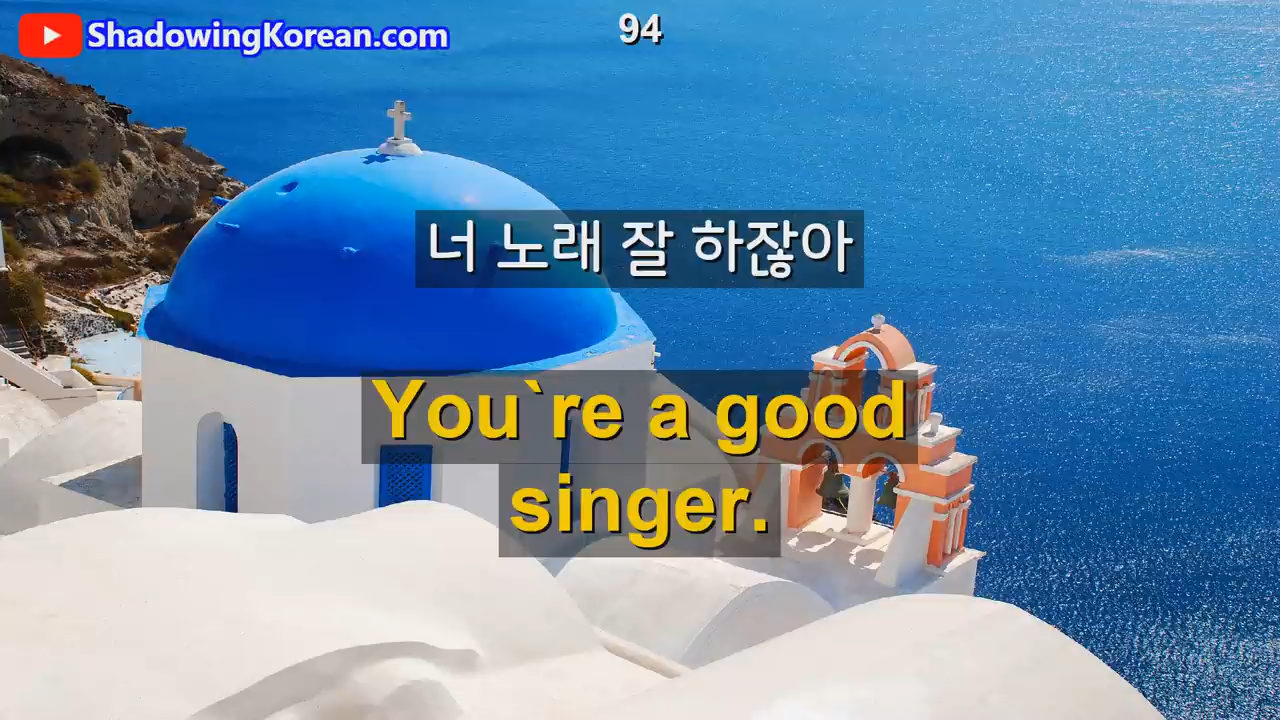 ShadowingKorean.com
94
너 노래 잘 하잖아
You`re a good
singer.